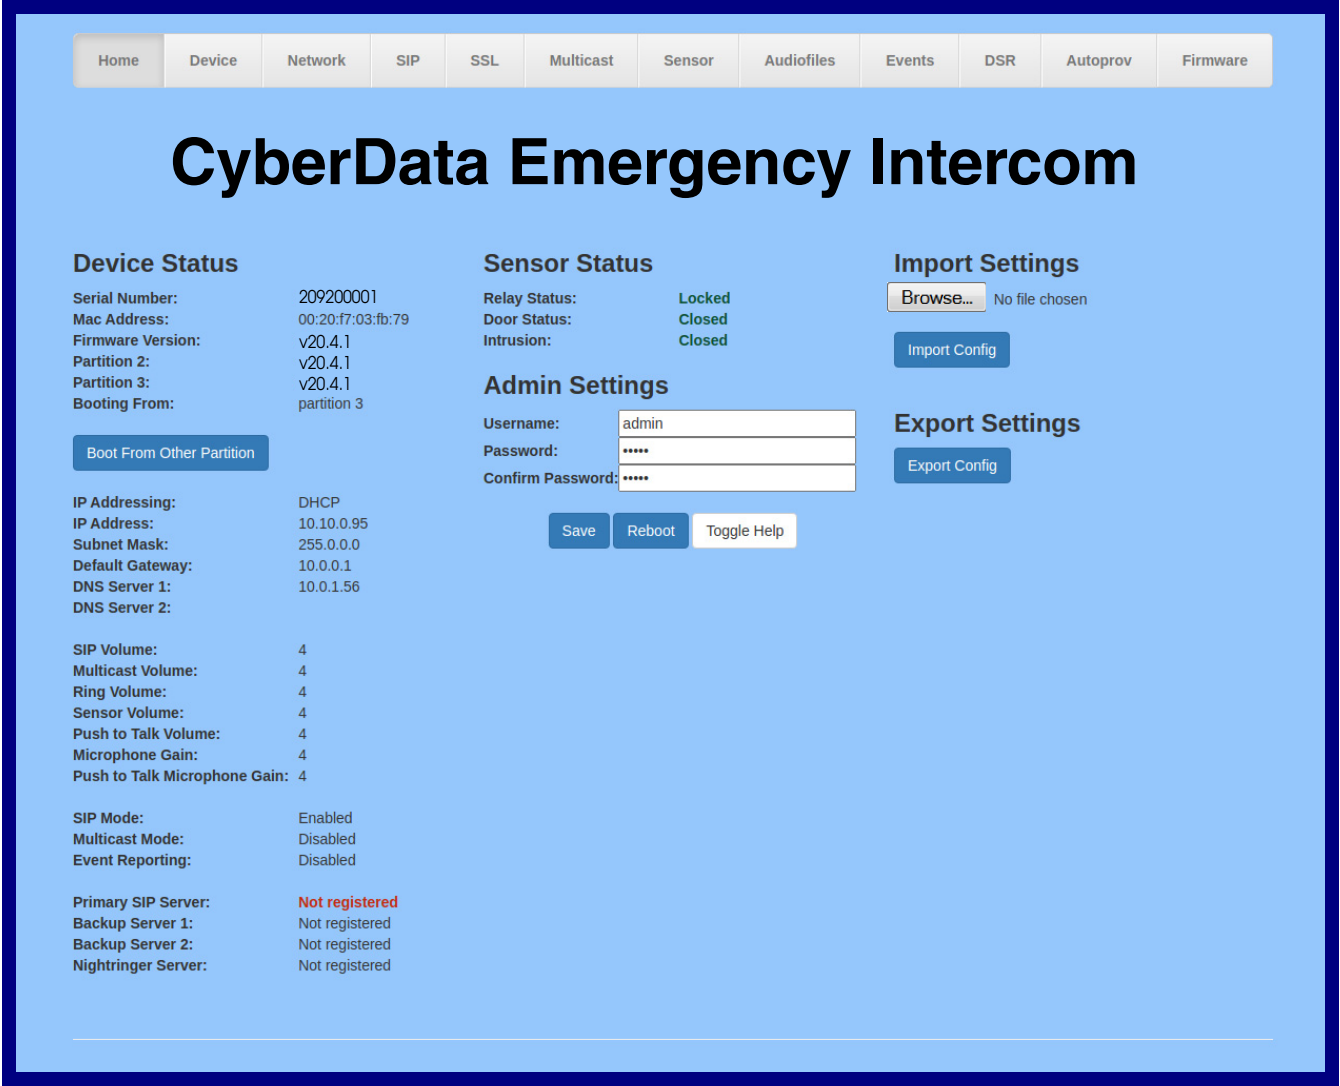 Home Device Network SIP SSL Multicast Sensor Audiofiles Events DSR Autoprov Firmware
CyberData Emergency Intercom
Device Status
Serial Number: 209200001
Mac Address: 00:20:f7:03:fb:79
Firmware Version: v20.4.1
Partition 2: v20.4.1
Partition 3: v20.4.1
Booting From: partition 3
Boot From Other Partition
IP Addressing: DHCP
IP Address: 10.10.0.95
Subnet Mask: 255.0.0.0
Default Gateway: 10.0.0.1
DNS Server 1: 10.0.1.56
DNS Server 2:
SIP Volume: 4
Multicast Volume: 4
Ring Volume: 4
Sensor Volume: 4
Push to Talk Volume: 4
Microphone Gain: 4
Push to Talk Microphone Gain: 4
SIP Mode: Enabled
Multicast Mode: Disabled
Event Reporting: Disabled
Primary SIP Server: Not registered
Backup Server 1: Not registered
Backup Server 2: Not registered
Nightringer Server: Not registered
Sensor Status
Relay Status: Locked
Door Status: Closed
Intrusion: Closed
Admin Settings
Username: admin
Password: •••••
Confirm Password: •••••
Save Reboot Toggle Help
Import Settings
Browse... No file chosen
Import Config
Export Settings
Export Config